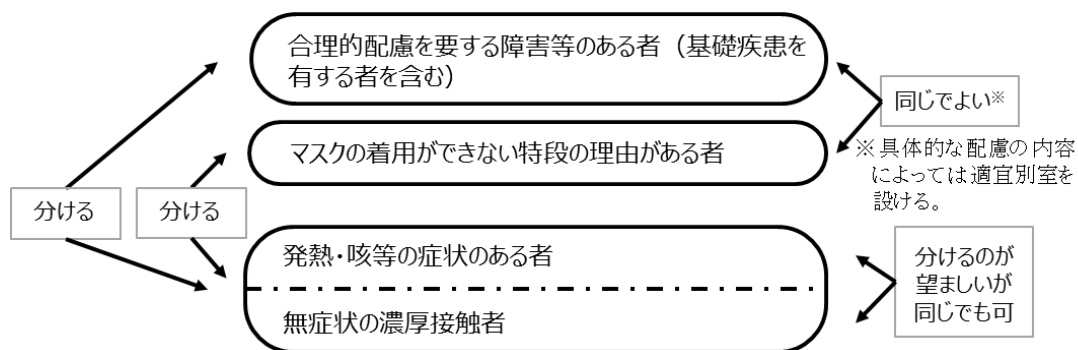 合理的配慮を要する障害等のある者（基礎疾患を
有する者を含む）
同じでよい※
マスクの着用ができない特段の理由がある者
※具体的な配慮の内容
によっては適宜別室を
設ける。
分ける
分ける
発熱・咳等の症状のある者
無症状の濃厚接触者
分けるのが
望ましいが
同じでも可